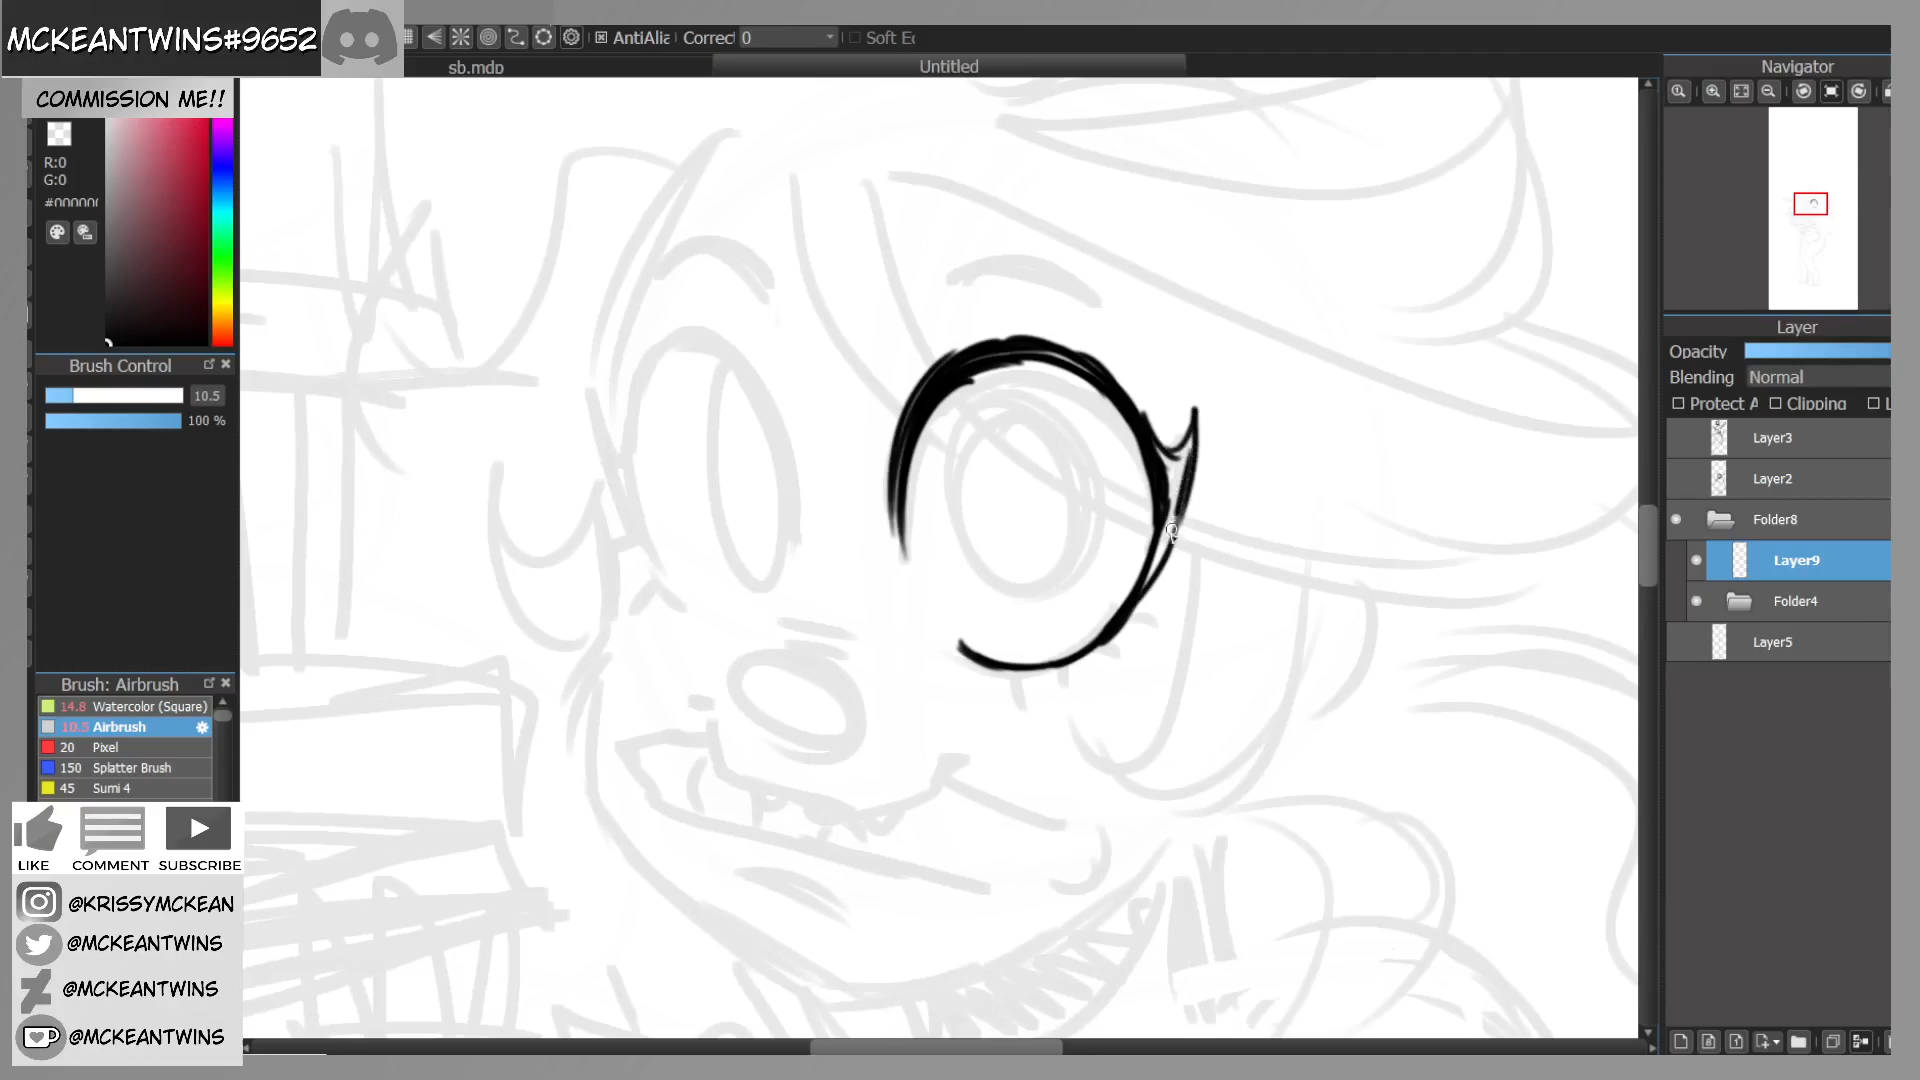 MCKEANTWINS#9652
COMMISSION ME!!
AntiAlia
Correct
0
Soft Ec
sb.mdp
Untitled
Navigator
R:0
G:0
#000000
Brush Control
10.5
100 %
Brush: Airbrush
14.8 Watercolor (Square)
10.5 Airbrush
20 Pixel
150 Splatter Brush
45 Sumi 4
LIKE
COMMENT
SUBSCRIBE
@KRISSYMCKEAN
@MCKEANTWINS
@MCKEANTWINS
@MCKEANTWINS
Layer
Opacity
Blending Normal
Protect A
Clipping
L
Layer3
Layer2
Folder8
Layer9
Folder4
Layer5